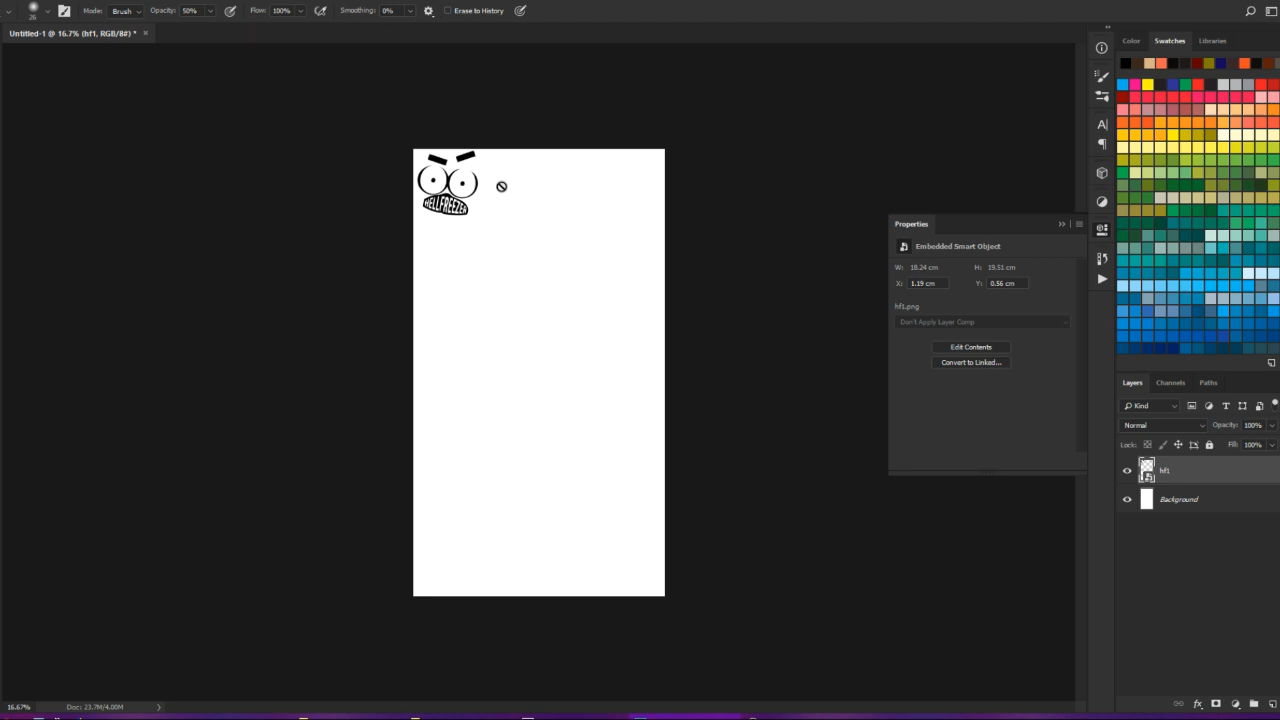 26 Mode: Brush Opacity: 50% Flow: 100% Smoothing: 0% Erase to History
Untitled-1 @ 16.7% (hf1, RGB/8#) * ×
Color Swatches Libraries
HELLFREEZER
Properties
Embedded Smart Object
W: 18.24 cm H: 19.51 cm
X: 1.19 cm Y: 0.56 cm
hf1.png
Don't Apply Layer Comp
Edit Contents
Convert to Linked...
Layers Channels Paths
Kind
Normal Opacity: 100%
Lock: Fill: 100%
hf1
Background
16.67% Doc: 23.7M/4.00M